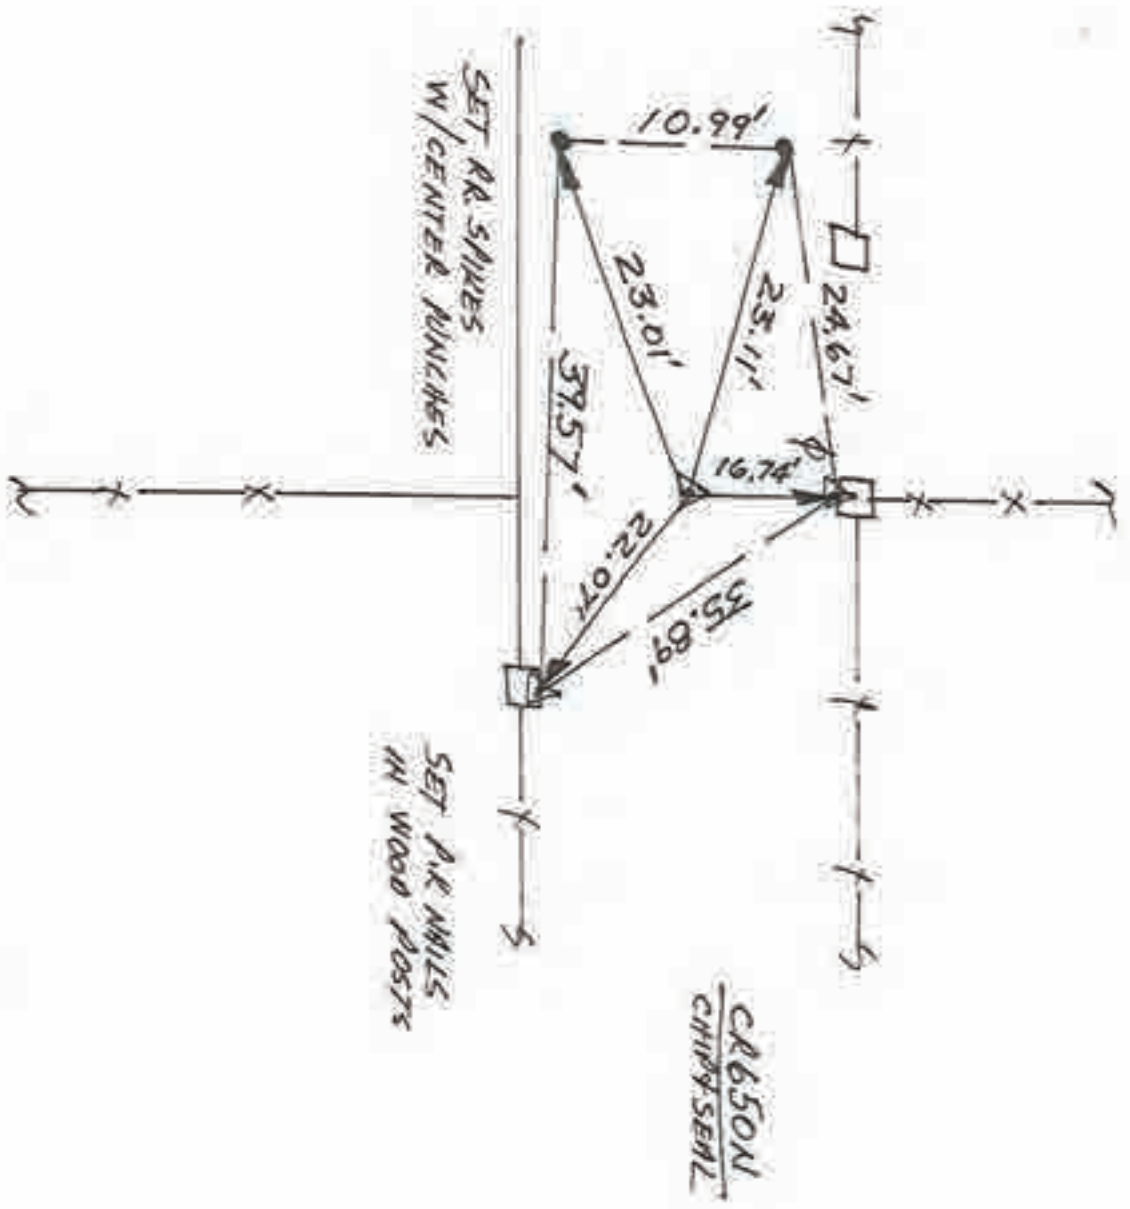 10.99'
24.67'
23.11'
16.74'
23.01'
39.57'
22.07'
35.89'
SET RR. SPIKES
W/CENTER PUNCHES
SET P.K NAILS
IN WOOD POSTS
CR650N
CHIP&SEAL